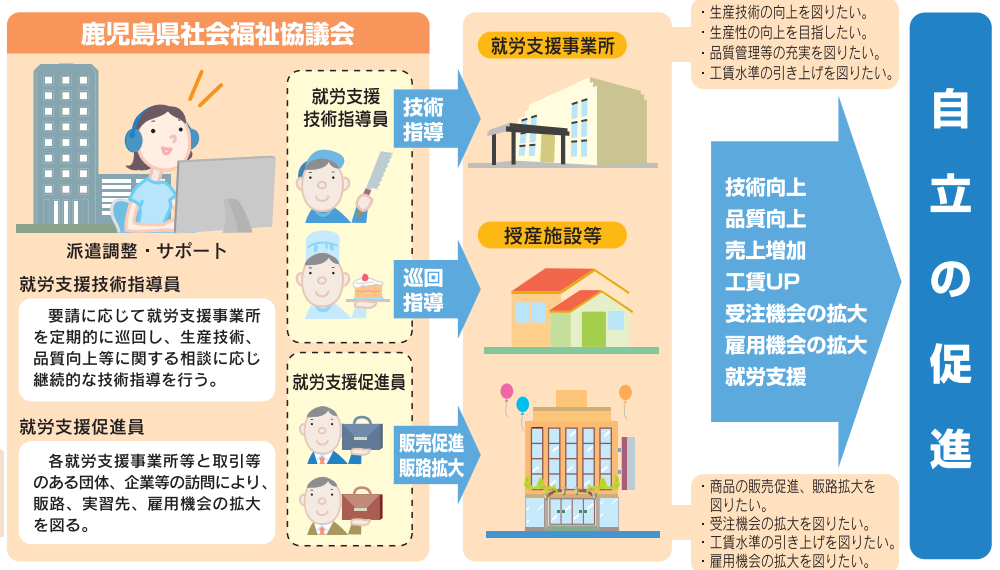 鹿児島県社会福祉協議会
派遣調整・サポート
就労支援技術指導員
要請に応じて就労支援事業所
を定期的に巡回し、生産技術、
品質向上等に関する相談に応じ
継続的な技術指導を行う。
就労支援促進員
各就労支援事業所等と取引等
のある団体、企業等の訪問により、
販路、実習先、雇用機会の拡大
を図る。
就労支援
技術指導員
就労支援促進員
技術
指導
巡回
指導
販売促進
販路拡大
就労支援事業所
授産施設等
・生産技術の向上を図りたい。
・生産性の向上を目指したい。
・品質管理等の充実を図りたい。
・工賃水準の引き上げを図りたい。
技術向上
品質向上
売上増加
工賃UP
受注機会の拡大
雇用機会の拡大
就労支援
・商品の販売促進、販路拡大を
図りたい。
・受注機会の拡大を図りたい。
・工賃水準の引き上げを図りたい。
・雇用機会の拡大を図りたい。
自立の促進